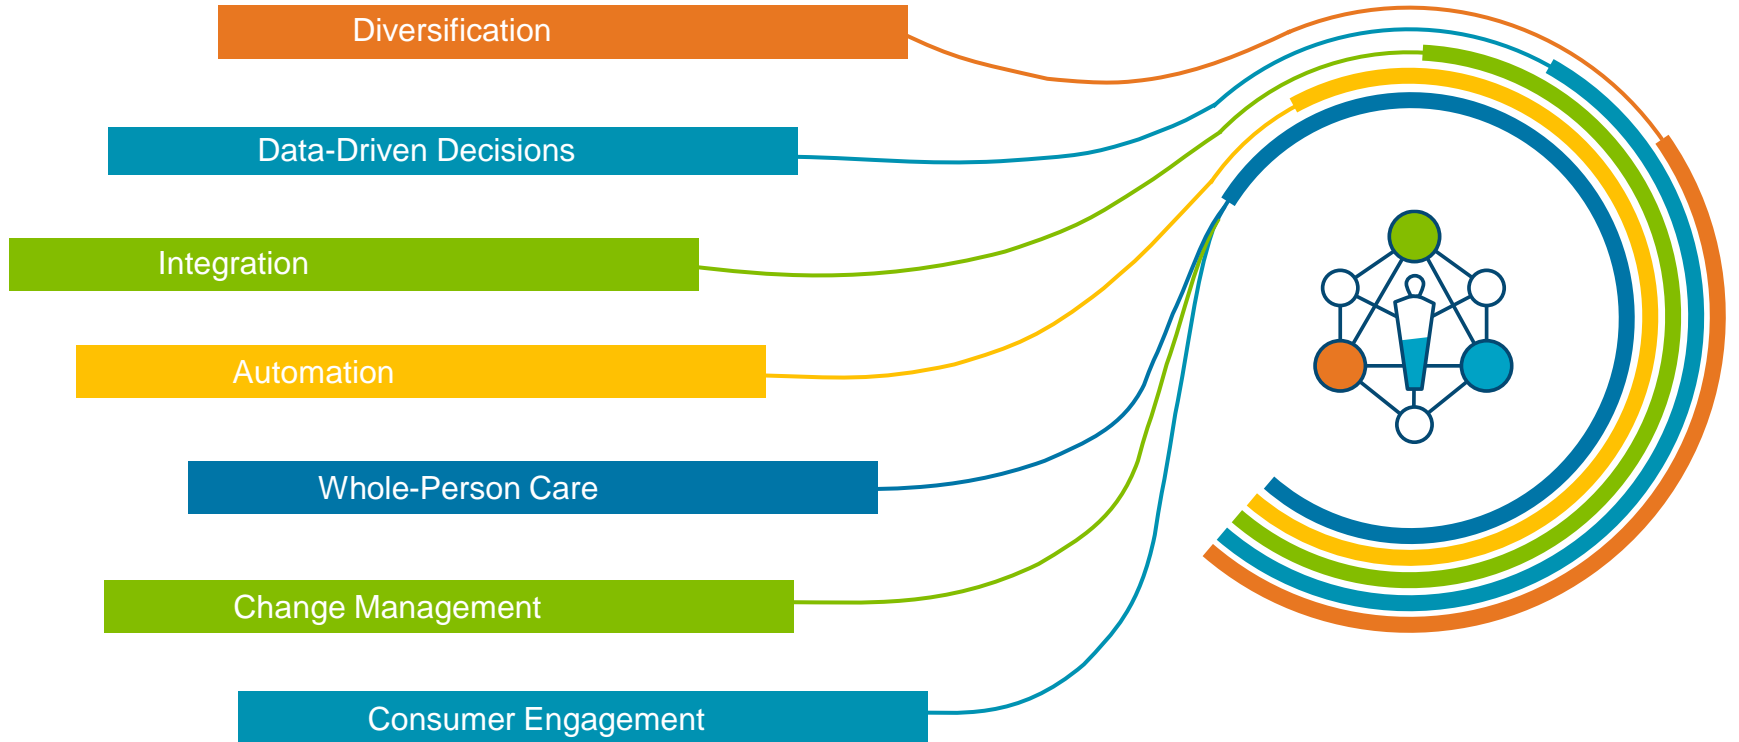 Diversification
Data-Driven Decisions
Integration
Automation
Whole-Person Care
Change Management
Consumer Engagement